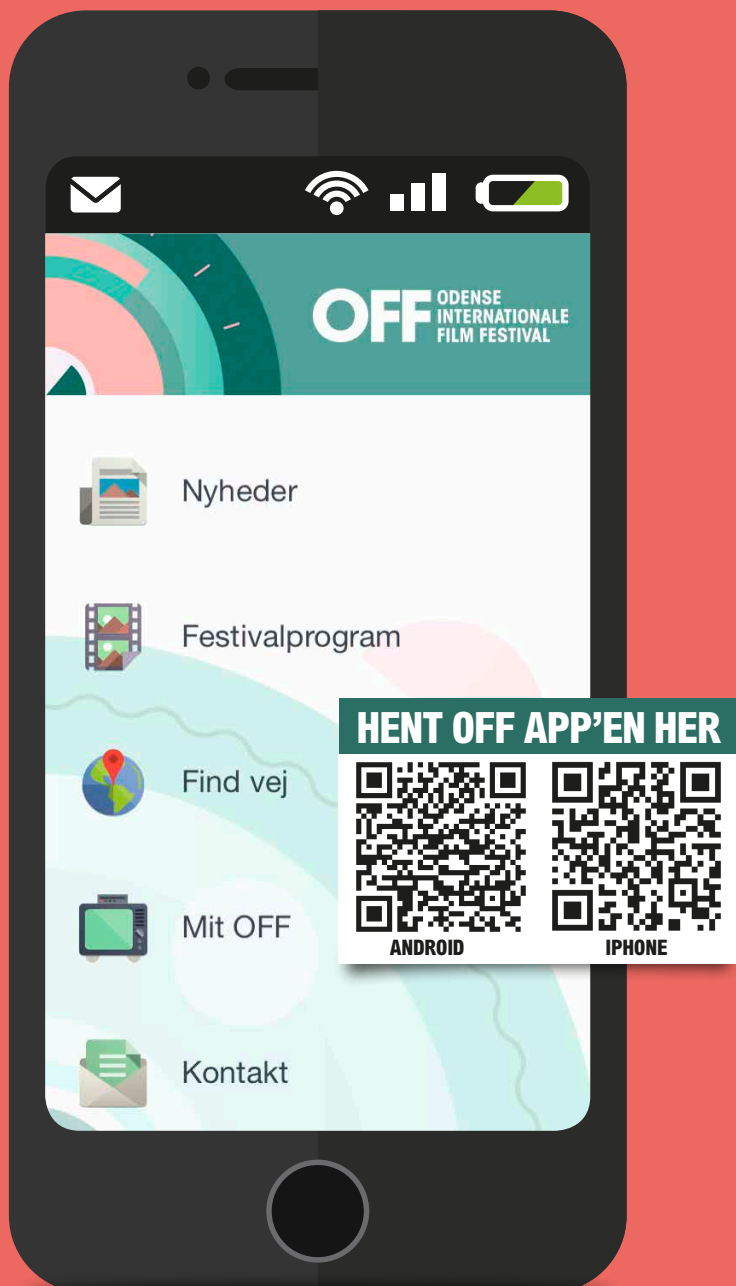 OFF
ODENSE
INTERNATIONALE
FILM FESTIVAL
Nyheder
Festivalprogram
Find vej
Mit OFF
Kontakt
HENT OFF APP’EN HER
ANDROID
IPHONE